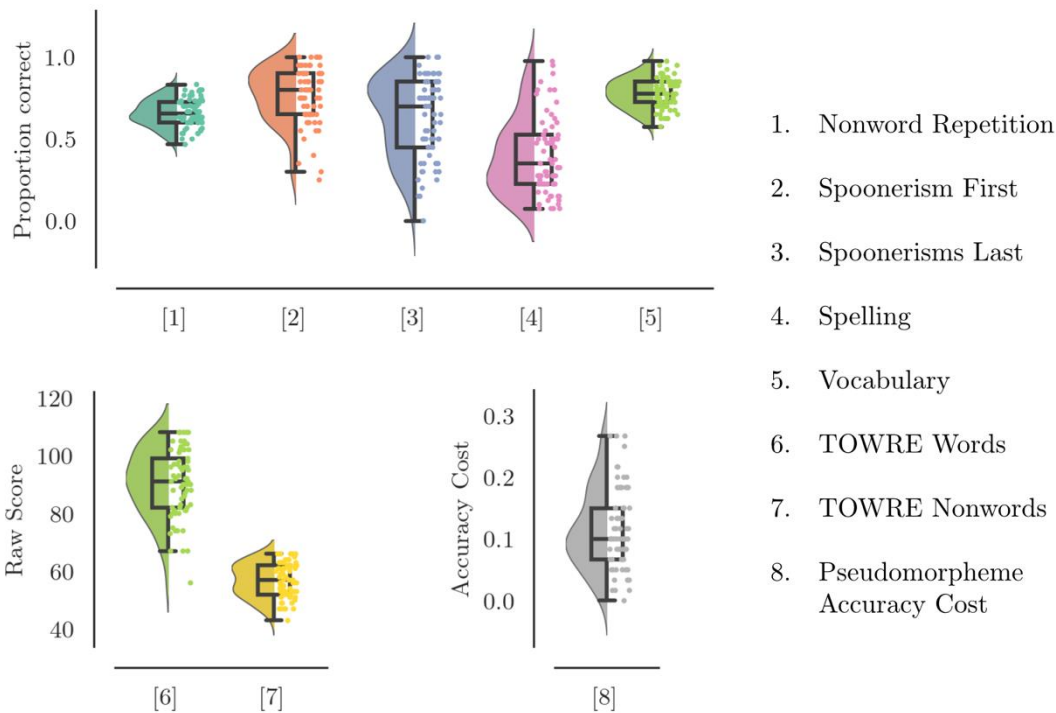 Proportion correct
1.0
0.5
0.0
[1] [2] [3] [4] [5]
Raw Score
120
100
80
60
40
[6] [7]
Accuracy Cost
0.3
0.2
0.1
0.0
[8]
1. Nonword Repetition
2. Spoonerism First
3. Spoonerisms Last
4. Spelling
5. Vocabulary
6. TOWRE Words
7. TOWRE Nonwords
8. Pseudomorpheme
Accuracy Cost